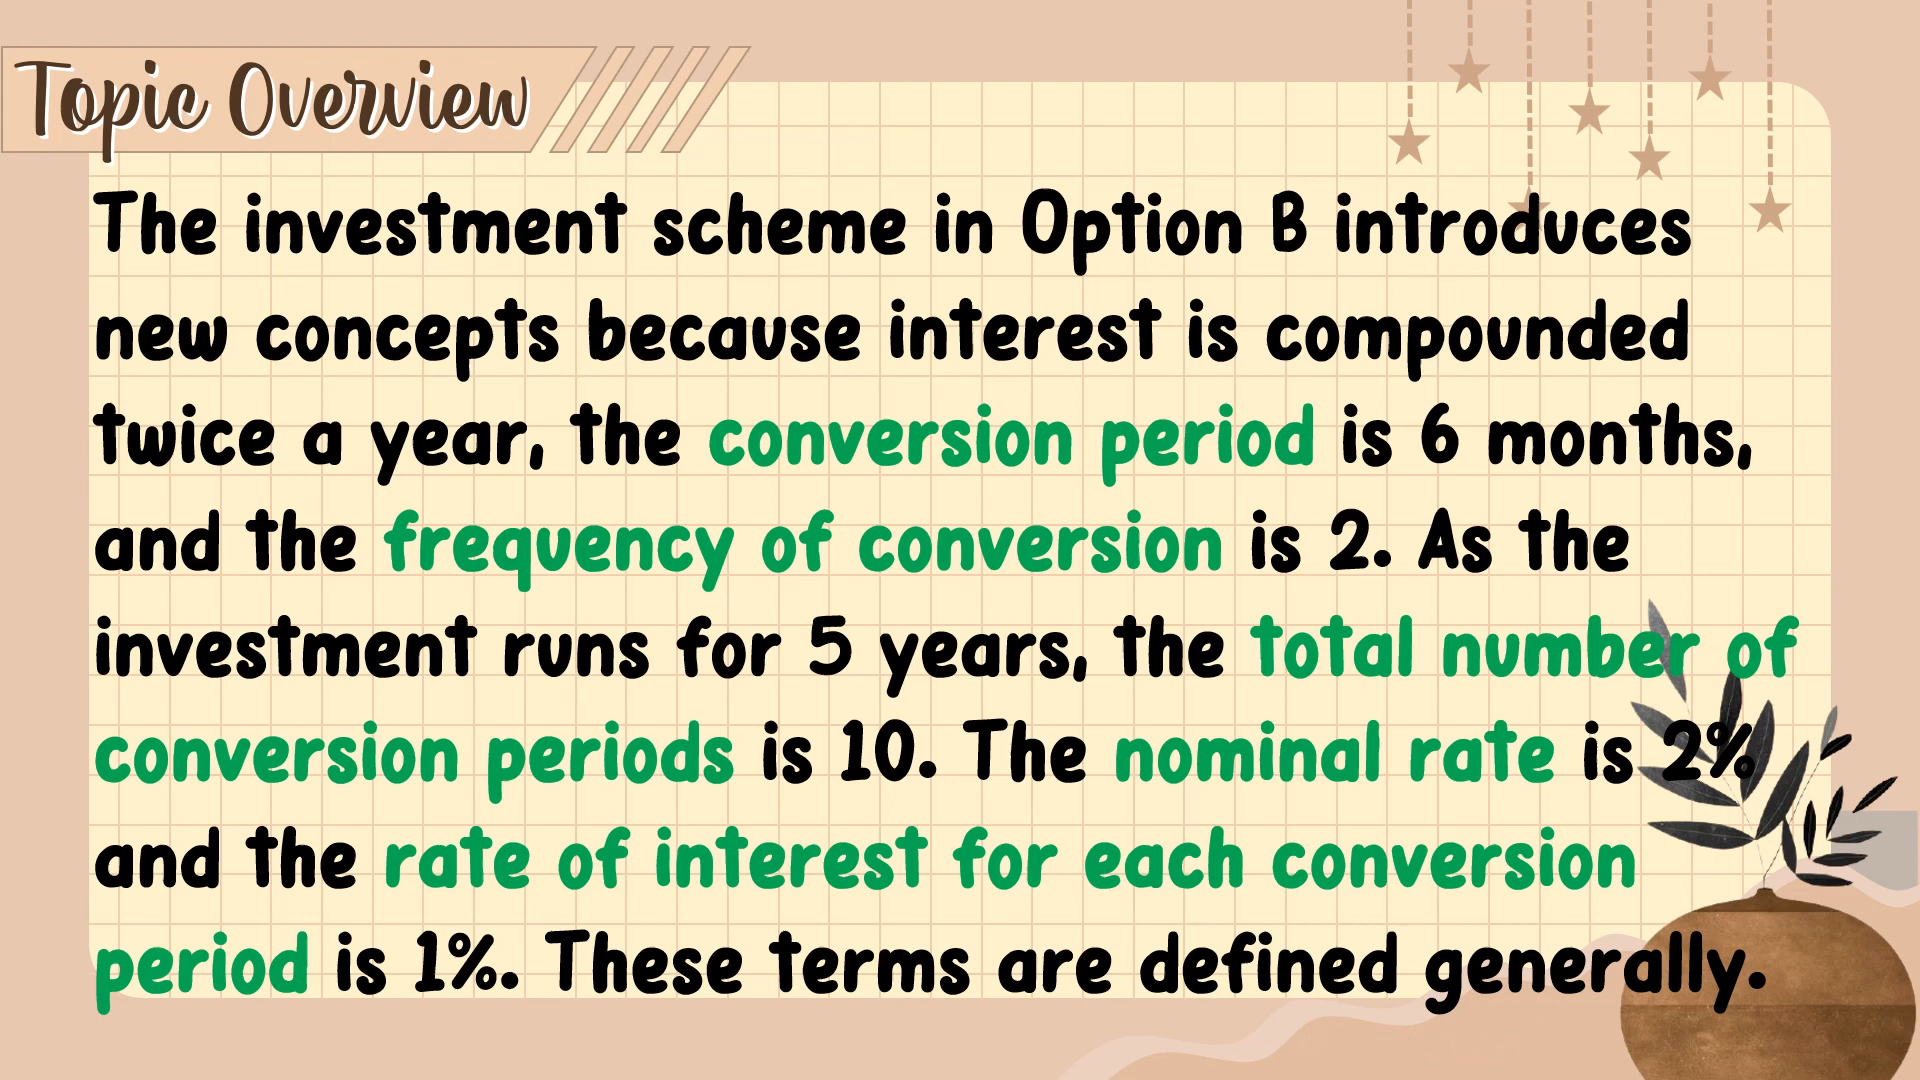 Topic Overview
The investment scheme in Option B introduces
new concepts because interest is compounded
twice a year, the conversion period is 6 months,
and the frequency of conversion is 2. As the
investment runs for 5 years, the total number of
conversion periods is 10. The nominal rate is 2%
and the rate of interest for each conversion
period is 1%. These terms are defined generally.